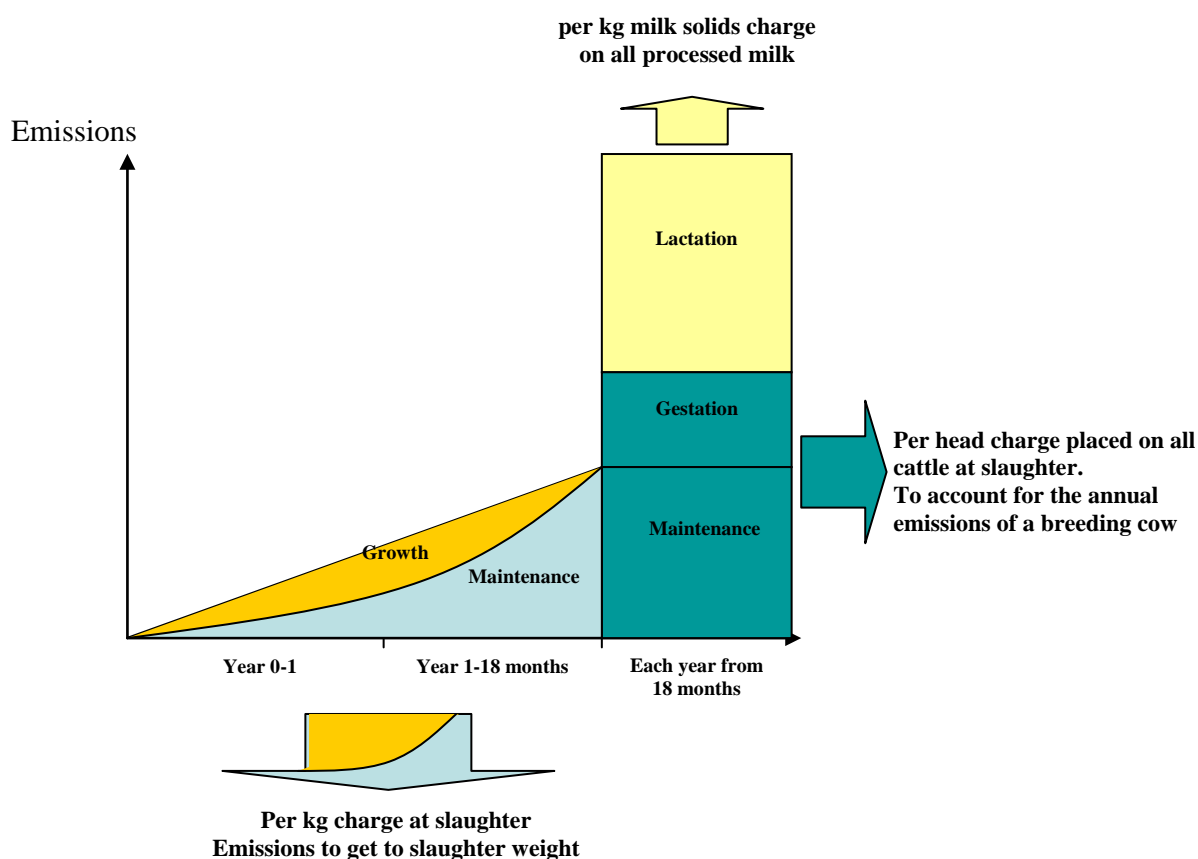 per kg milk solids charge
on all processed milk
Emissions
Lactation
Gestation
Per head charge placed on all
cattle at slaughter.
To account for the annual
emissions of a breeding cow
Maintenance
Growth
Maintenance
Year 0-1
Year 1-18 months
Each year from
18 months
Per kg charge at slaughter
Emissions to get to slaughter weight